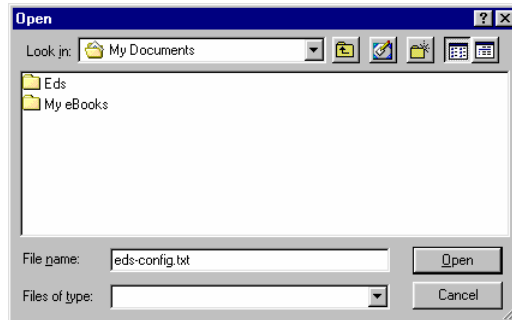 Open
Look in: My Documents
Eds
My eBooks
File name: eds-config.txt Open
Files of type: Cancel